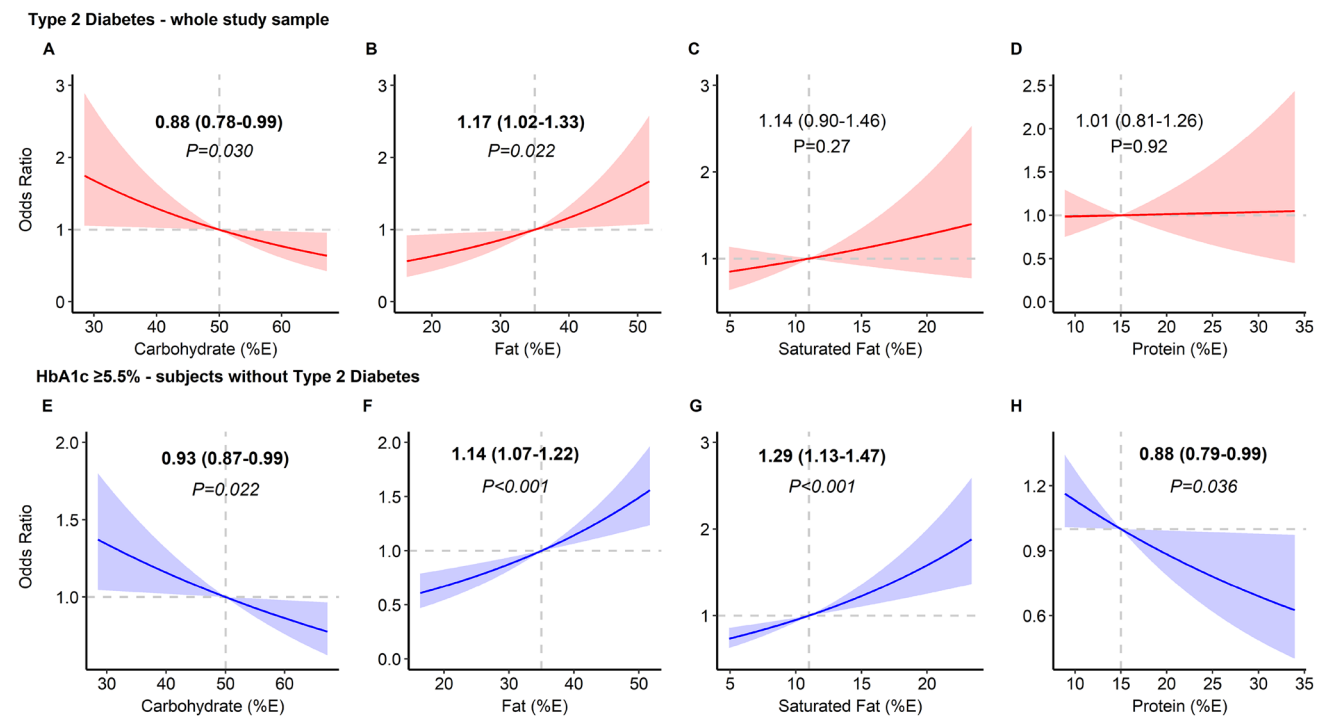 Type 2 Diabetes - whole study sample
A
B
C
D
0.88 (0.78-0.99)
P=0.030
1.17 (1.02-1.33)
P=0.022
1.14 (0.90-1.46)
P=0.27
1.01 (0.81-1.26)
P=0.92
Odds Ratio
3
2
1
0
3
2
1
0
3
2
1
2.5
2.0
1.5
1.0
0.5
0.0
30 40 50 60
20 30 40 50
5 10 15 20
10 15 20 25 30 35
Carbohydrate (%E)
Fat (%E)
Saturated Fat (%E)
Protein (%E)
HbA1c ≥5.5% - subjects without Type 2 Diabetes
E
F
G
H
0.93 (0.87-0.99)
P=0.022
1.14 (1.07-1.22)
P<0.001
1.29 (1.13-1.47)
P<0.001
0.88 (0.79-0.99)
P=0.036
Odds Ratio
2.0
1.5
1.0
2.0
1.5
1.0
0.5
0.0
3
2
1
1.2
0.9
0.6
30 40 50 60
20 30 40 50
5 10 15 20
10 15 20 25 30 35
Carbohydrate (%E)
Fat (%E)
Saturated Fat (%E)
Protein (%E)